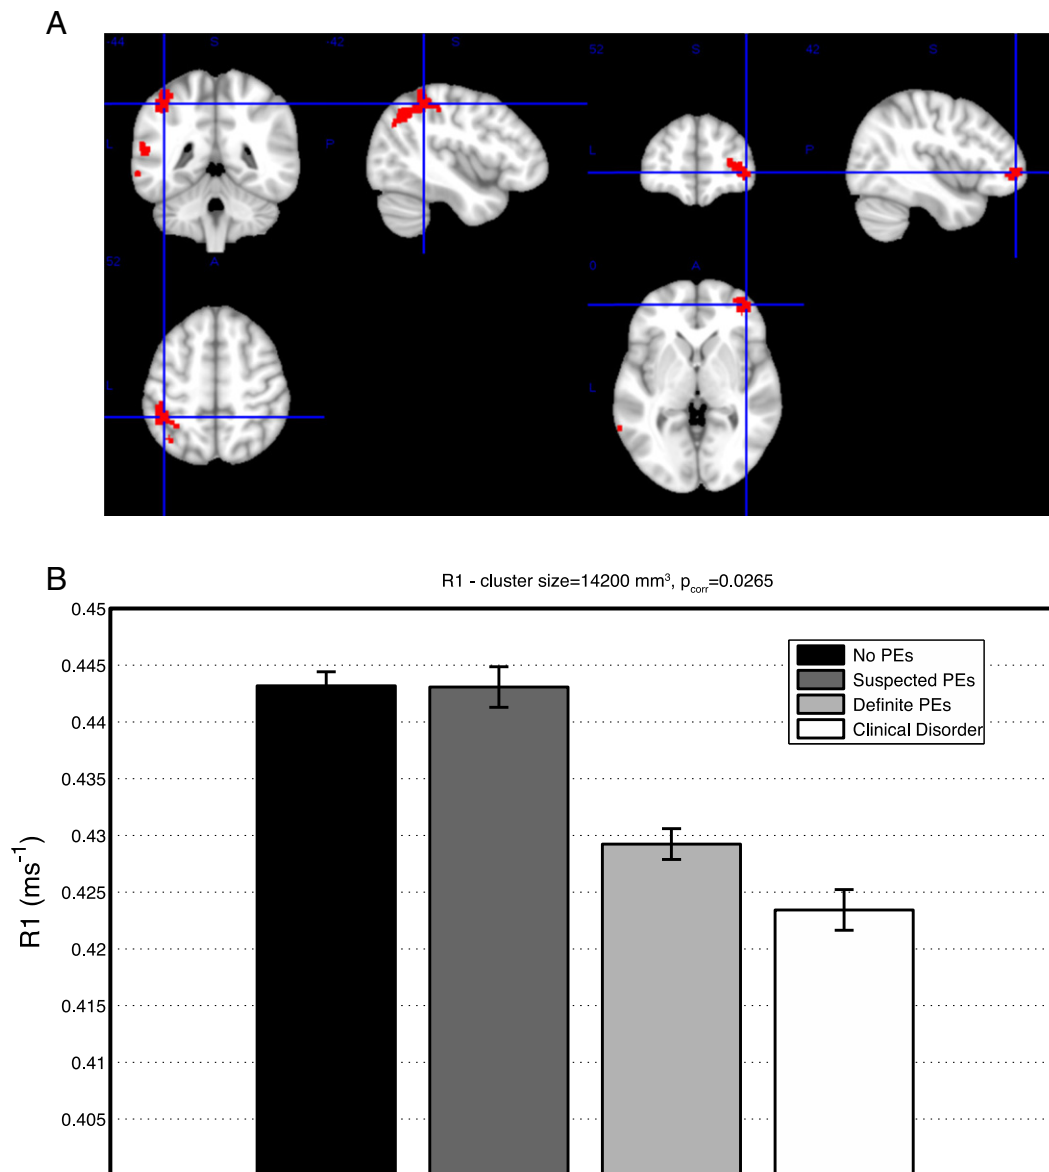 A
-44 S -42 S 52 S 42 S
L P L P
52 A 0 A
L L
B
R1 - cluster size=14200 mm³, p_corr=0.0265
0.45
0.445
0.44
0.435
0.43
0.425
0.42
0.415
0.41
0.405
R1 (ms⁻¹)
No PEs
Suspected PEs
Definite PEs
Clinical Disorder